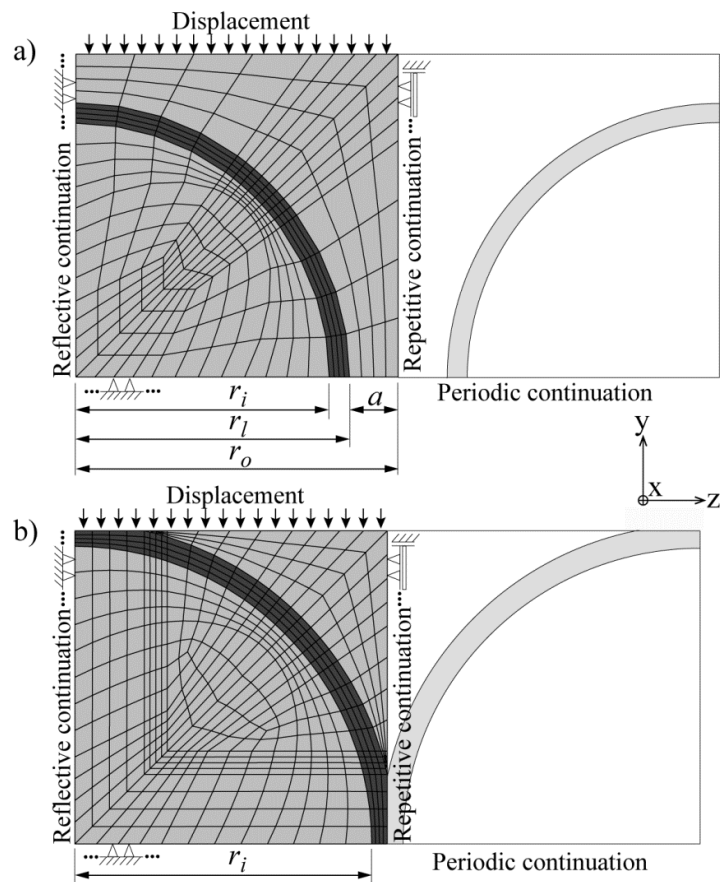 Displacement
a)
Reflective continuation
Repetitive continuation
Periodic continuation
r_i
a
r_l
r_o
y
x
z
Displacement
b)
Reflective continuation
Repetitive continuation
Periodic continuation
r_i